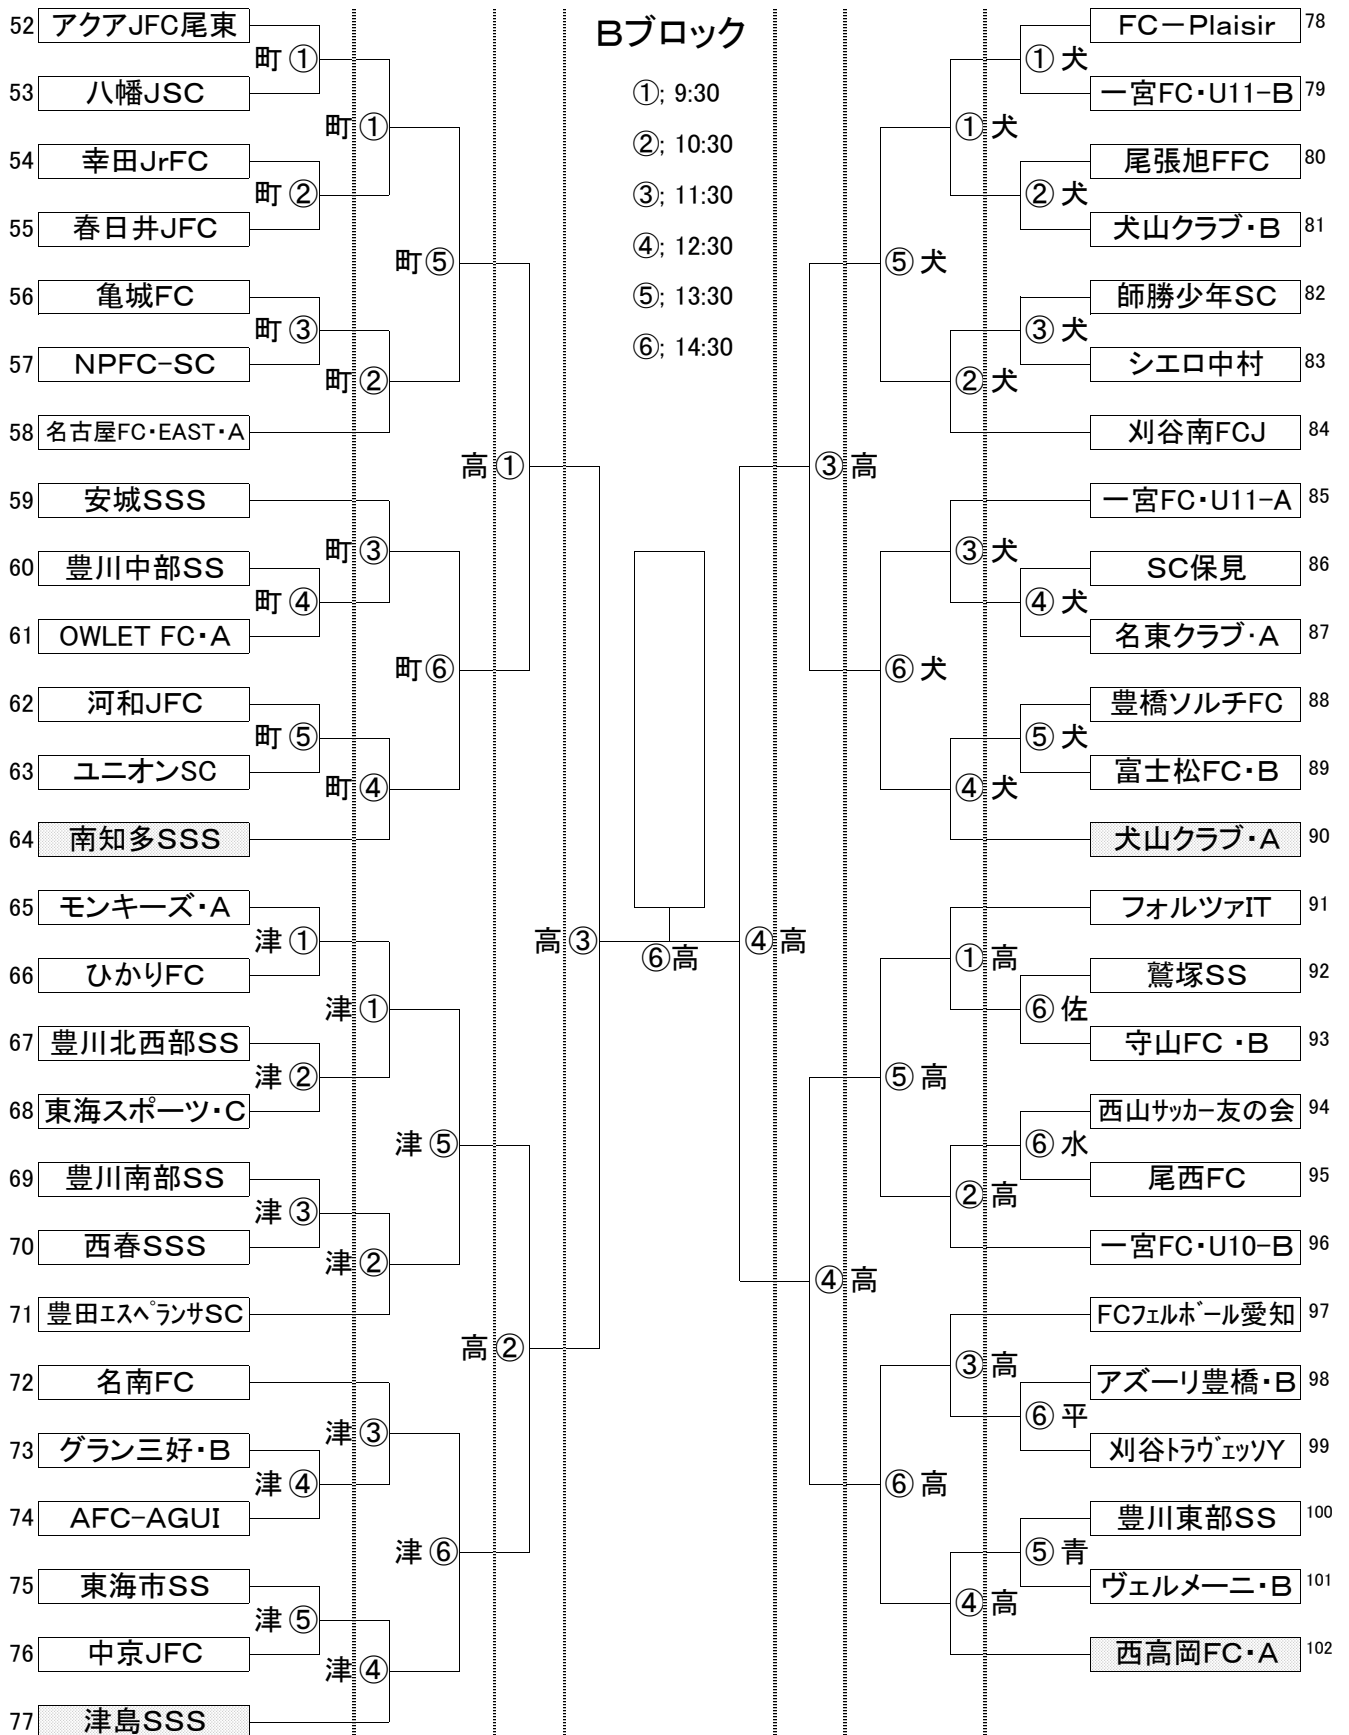 Bブロック
①; 9:30
②; 10:30
③; 11:30
④; 12:30
⑤; 13:30
⑥; 14:30
52 アクアJFC尾東
町 ①
53 八幡JSC
町 ①
54 幸田JrFC
町 ②
55 春日井JFC
町 ⑤
56 亀城FC
町 ③
57 NPFC-SC
町 ②
58 名古屋FC・EAST・A
高 ①
59 安城SSS
町 ③
60 豊川中部SS
町 ④
61 OWLET FC・A
町 ⑥
62 河和JFC
町 ⑤
63 ユニオンSC
町 ④
64 南知多SSS
65 モンキーズ・A
津 ①
高 ③
66 ひかりFC
津 ①
67 豊川北西部SS
津 ②
68 東海スポーツ・C
津 ⑤
69 豊川南部SS
津 ③
70 西春SSS
津 ②
71 豊田ｴｽﾍﾟﾗﾝｻSC
高 ②
72 名南FC
津 ③
73 グラン三好・B
津 ④
74 AFC-AGUI
津 ⑥
75 東海市SS
津 ⑤
76 中京JFC
津 ④
77 津島SSS
⑥高
FC－Plaisir 78
① 犬
一宮FC・U11-B 79
① 犬
尾張旭FFC 80
② 犬
犬山クラブ・B 81
⑤ 犬
師勝少年SC 82
③ 犬
シエロ中村 83
② 犬
刈谷南FCJ 84
③ 高
一宮FC・U11-A 85
③ 犬
SC保見 86
④ 犬
名東クラブ・A 87
⑥ 犬
豊橋ソルチFC 88
⑤ 犬
富士松FC・B 89
④ 犬
犬山クラブ・A 90
フォルツァIT 91
④ 高
① 高
鷲塚SS 92
⑥ 佐
守山FC ・B 93
⑤ 高
西山ｻｯｶｰ友の会 94
⑥ 水
尾西FC 95
② 高
一宮FC・U10-B 96
④ 高
FCﾌｪﾙﾎﾞｰﾙ愛知 97
③ 高
アズーリ豊橋・B 98
⑥ 平
刈谷ﾄﾗｳﾞｪｯｿY 99
⑥ 高
豊川東部SS 100
⑤ 青
ヴェルメーニ・B 101
④ 高
西高岡FC・A 102